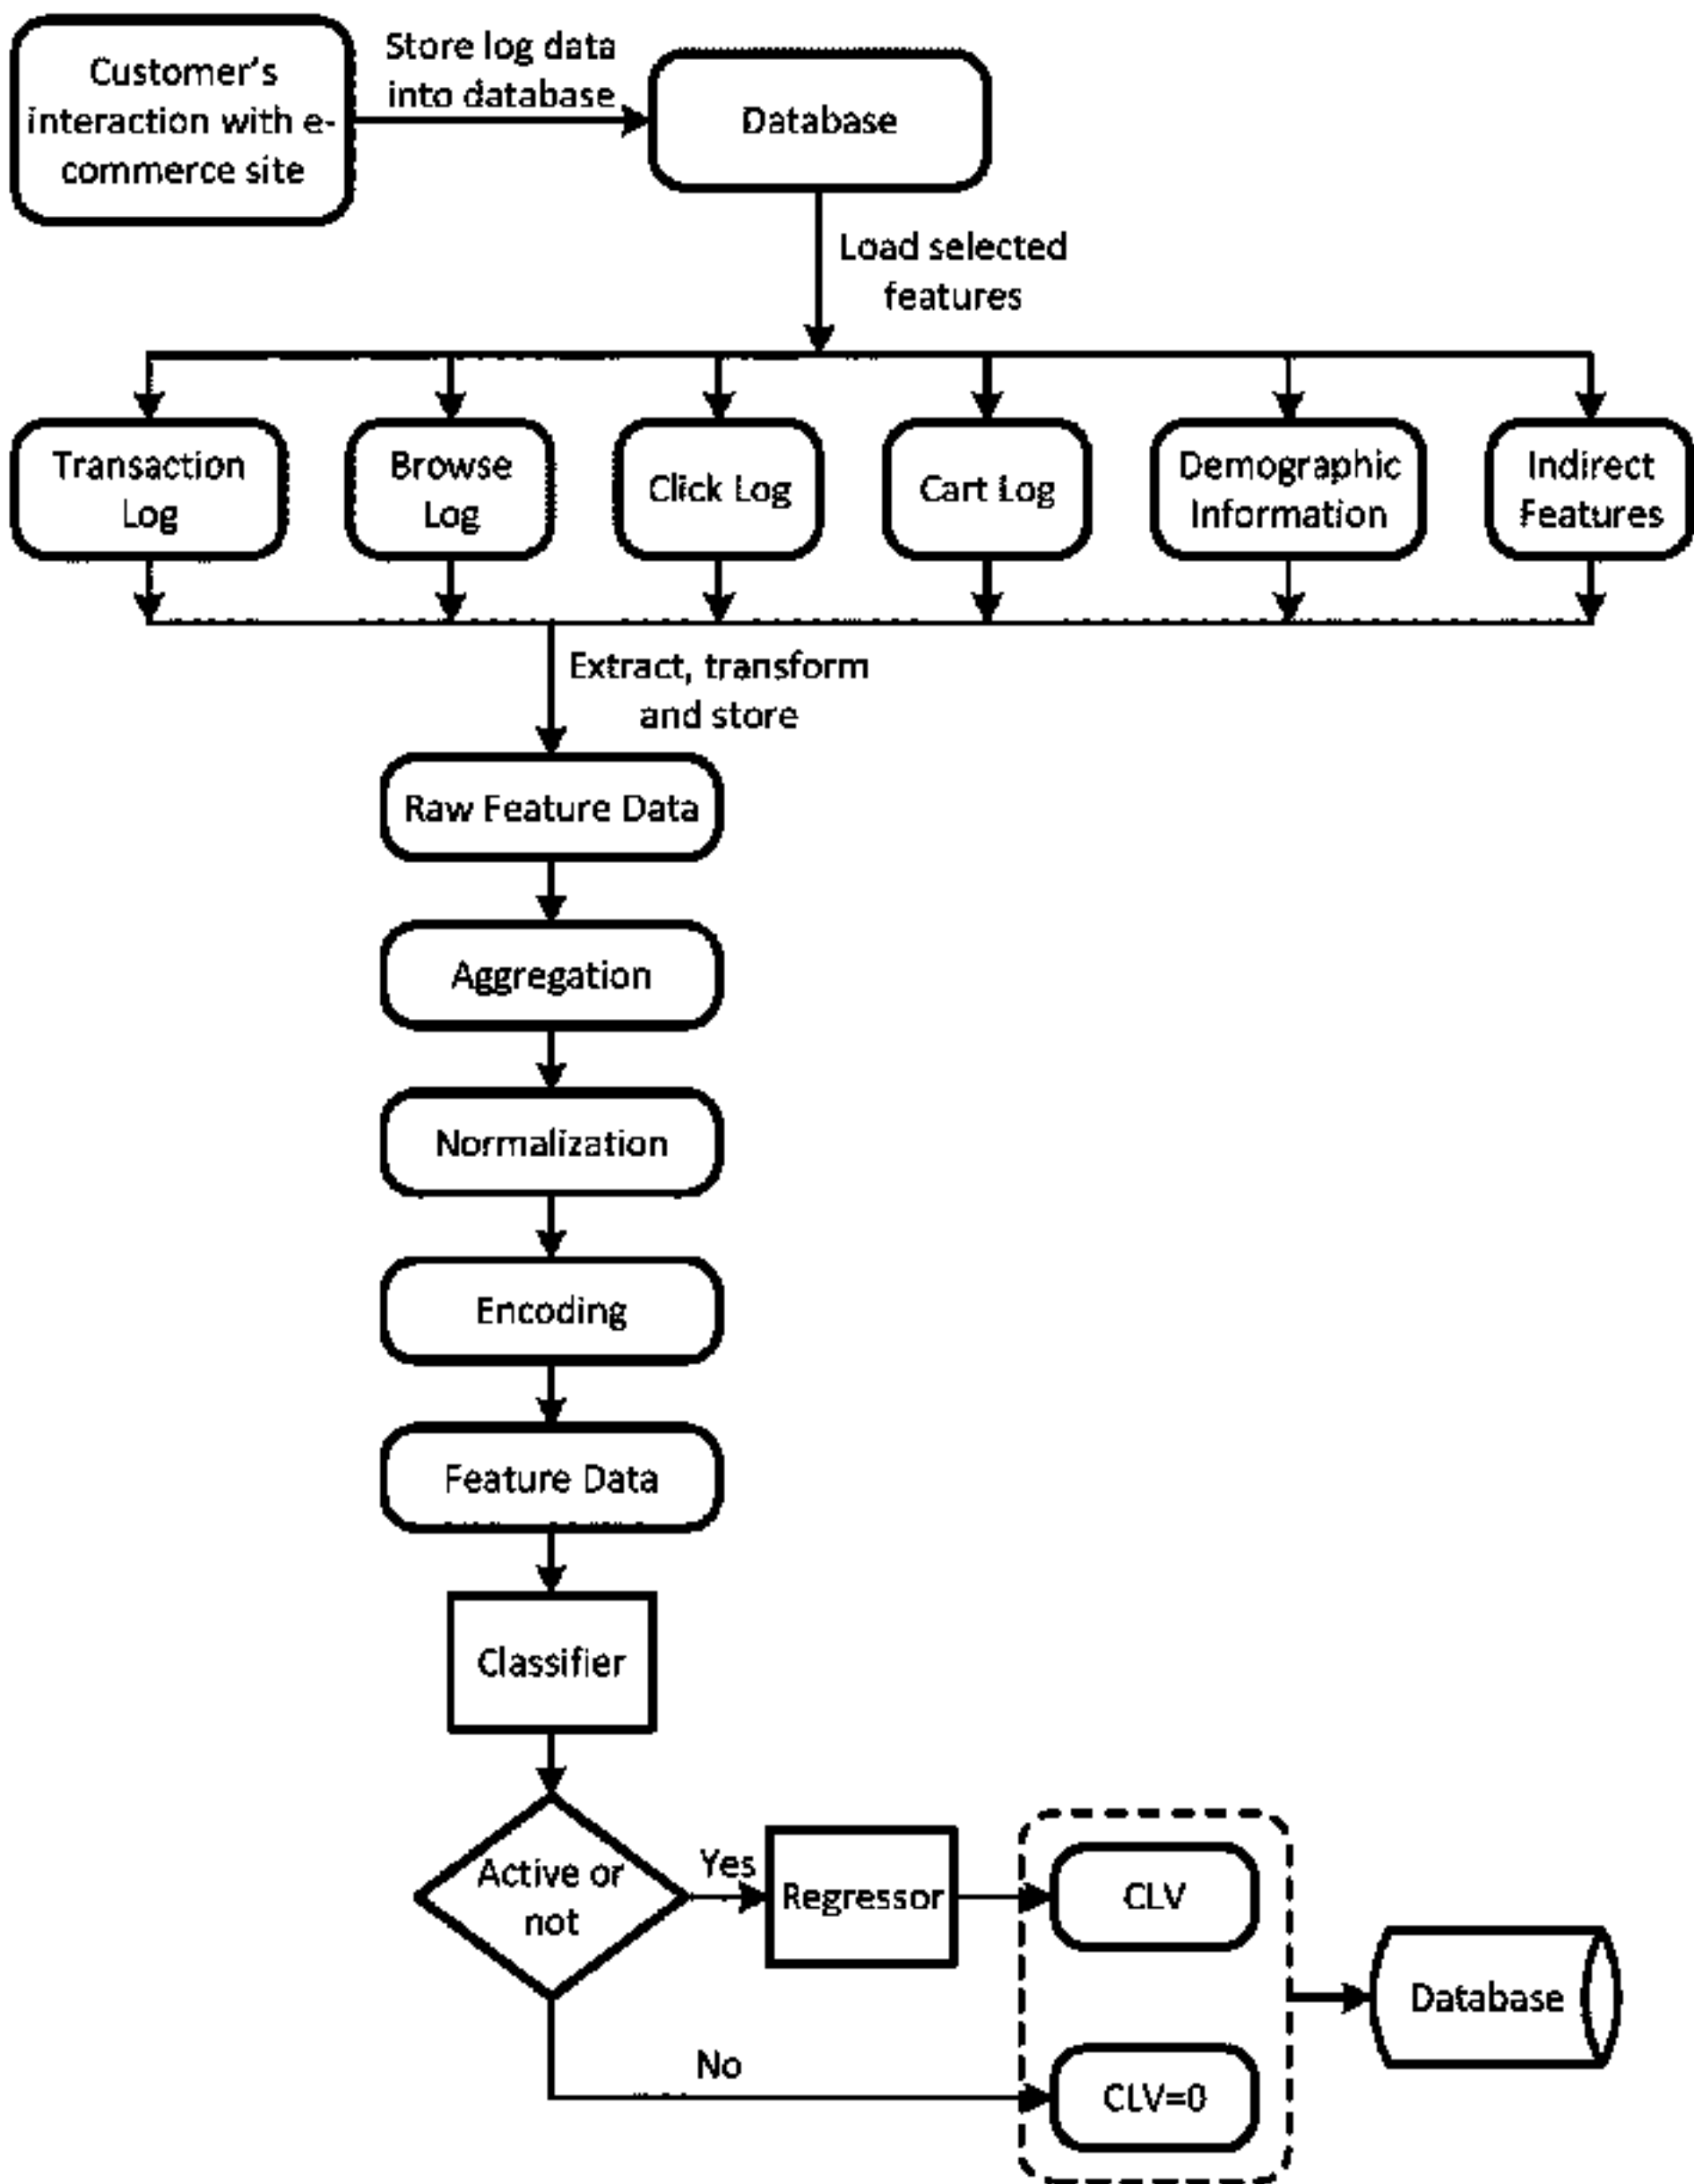 Customer's
interaction with e-
commerce site
Store log data
into database
Database
Load selected
features
Transaction
Log
Browse
Log
Click Log
Cart Log
Demographic
Information
Indirect
Features
Extract, transform
and store
Raw Feature Data
Aggregation
Normalization
Encoding
Feature Data
Classifier
Active or
not
Yes
Regressor
CLV
Database
No
CLV=0